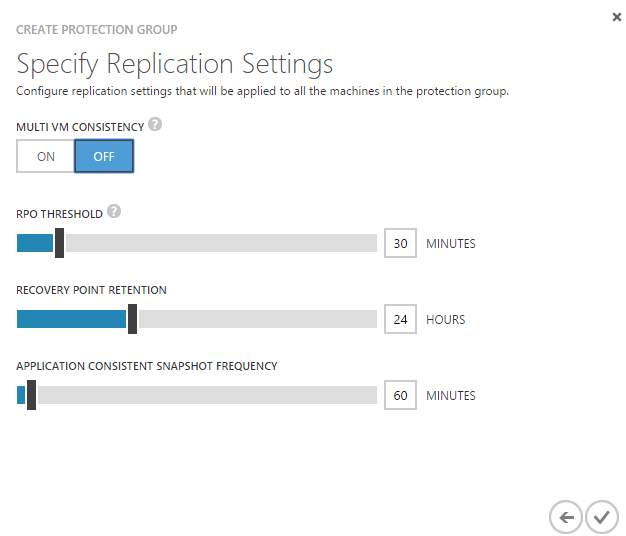 CREATE PROTECTION GROUP
Specify Replication Settings
Configure replication settings that will be applied to all the machines in the protection group.
MULTI VM CONSISTENCY ?
ON OFF
RPO THRESHOLD ?
30 MINUTES
RECOVERY POINT RETENTION
24 HOURS
APPLICATION CONSISTENT SNAPSHOT FREQUENCY
60 MINUTES